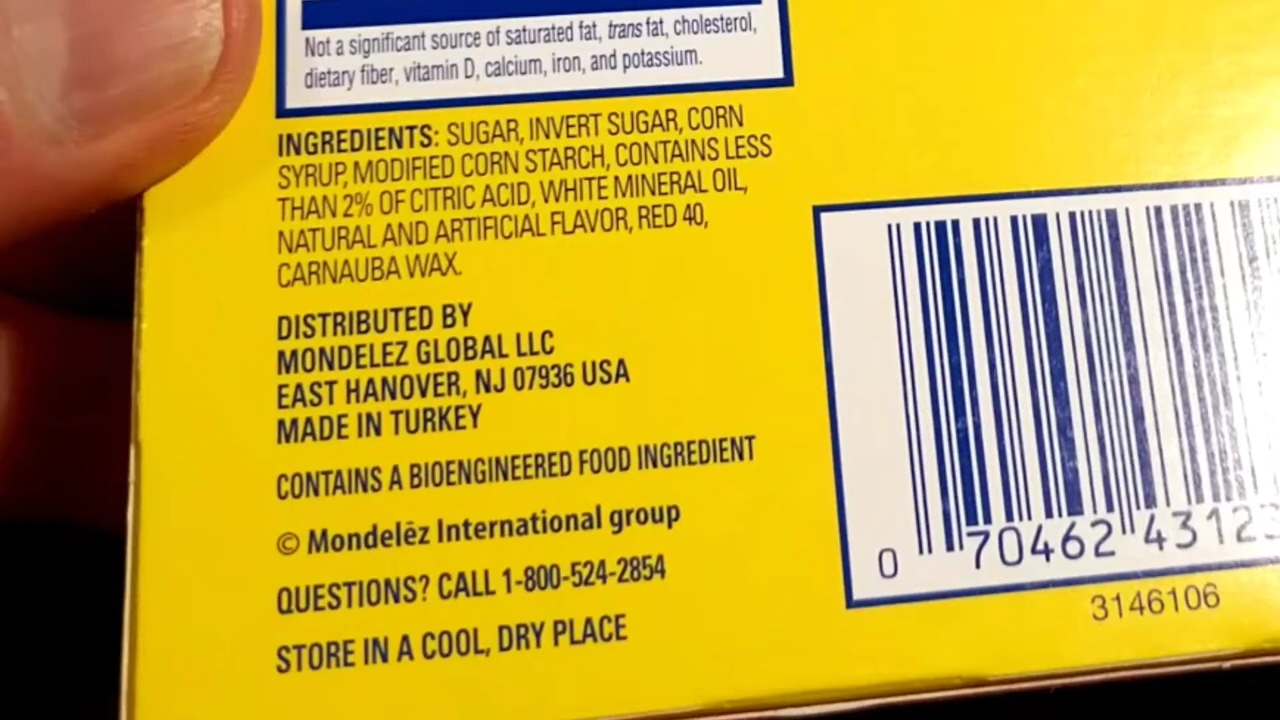 Not a significant source of saturated fat, trans fat, cholesterol,
dietary fiber, vitamin D, calcium, iron, and potassium.
INGREDIENTS: SUGAR, INVERT SUGAR, CORN
SYRUP, MODIFIED CORN STARCH, CONTAINS LESS
THAN 2% OF CITRIC ACID, WHITE MINERAL OIL,
NATURAL AND ARTIFICIAL FLAVOR, RED 40,
CARNAUBA WAX.
DISTRIBUTED BY
MONDELEZ GLOBAL LLC
EAST HANOVER, NJ 07936 USA
MADE IN TURKEY
CONTAINS A BIOENGINEERED FOOD INGREDIENT
© Mondelēz International group
QUESTIONS? CALL 1-800-524-2854
STORE IN A COOL, DRY PLACE
0 70462 43123
3146106